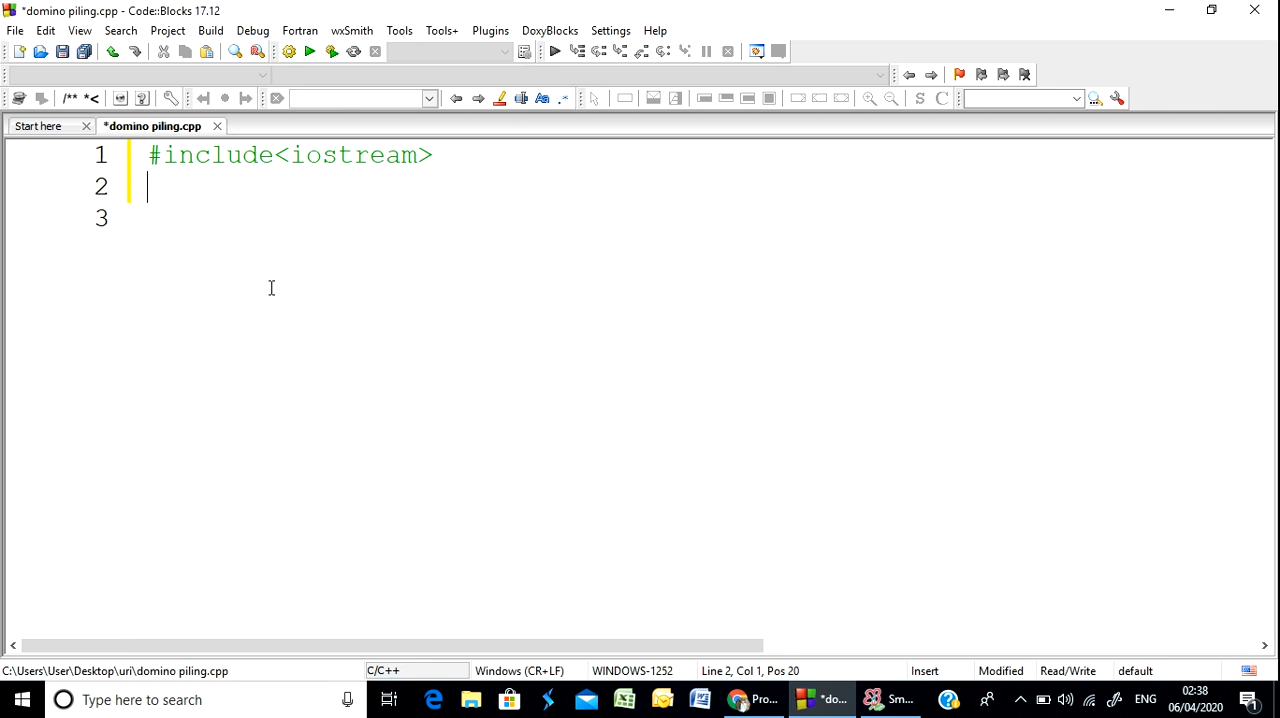 *domino piling.cpp - Code::Blocks 17.12
File Edit View Search Project Build Debug Fortran wxSmith Tools Tools+ Plugins DoxyBlocks Settings Help
/** *<
Aa .* S C
Start here *domino piling.cpp
1 #include<iostream>
2
3
C:\Users\User\Desktop\uri\domino piling.cpp C/C++ Windows (CR+LF) WINDOWS-1252 Line 2, Col 1, Pos 20 Insert Modified Read/Write default
Type here to search Pro... *do... Sm... ENG 02:38
06/04/2020 1